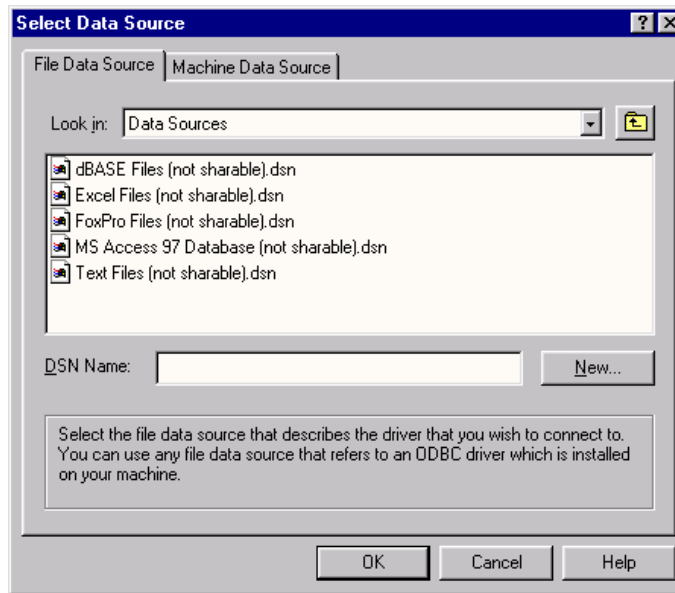 Select Data Source
File Data Source Machine Data Source
Look in: Data Sources
dBASE Files (not sharable).dsn
Excel Files (not sharable).dsn
FoxPro Files (not sharable).dsn
MS Access 97 Database (not sharable).dsn
Text Files (not sharable).dsn
DSN Name: New...
Select the file data source that describes the driver that you wish to connect to.
You can use any file data source that refers to an ODBC driver which is installed
on your machine.
OK Cancel Help